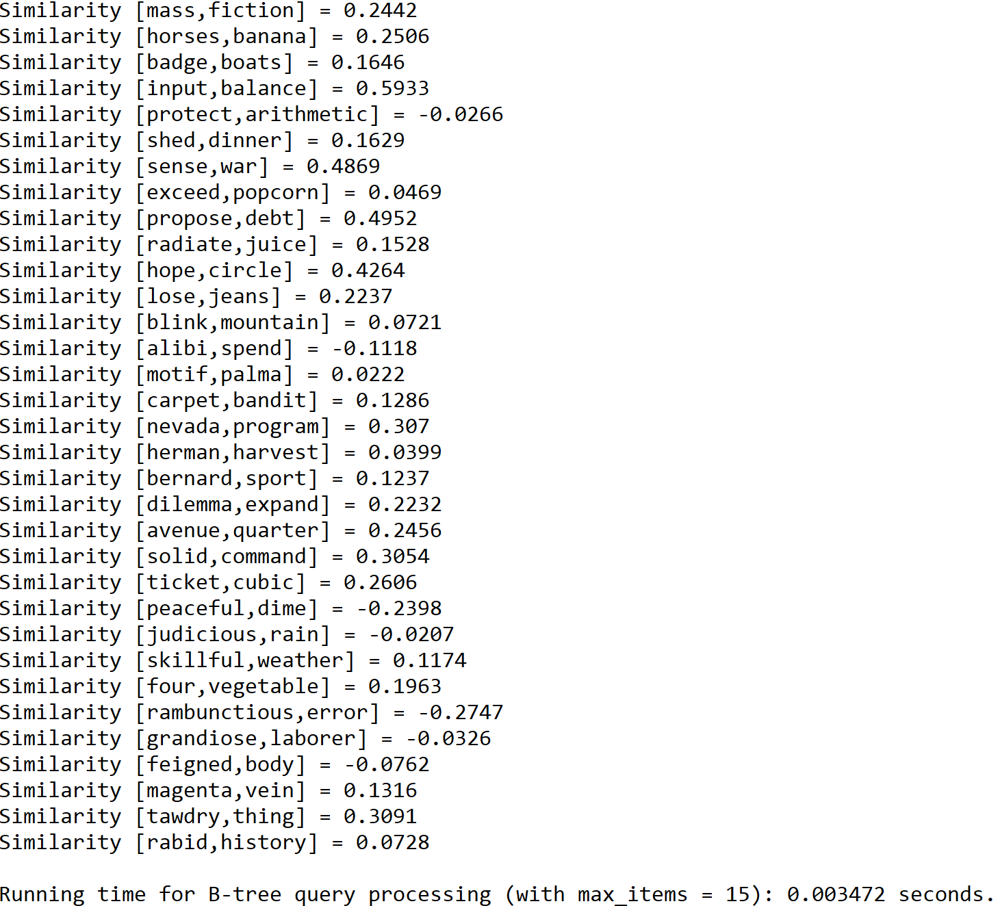 Similarity [mass,fiction] = 0.2442
Similarity [horses,banana] = 0.2506
Similarity [badge,boats] = 0.1646
Similarity [input,balance] = 0.5933
Similarity [protect,arithmetic] = -0.0266
Similarity [shed,dinner] = 0.1629
Similarity [sense,war] = 0.4869
Similarity [exceed,popcorn] = 0.0469
Similarity [propose,debt] = 0.4952
Similarity [radiate,juice] = 0.1528
Similarity [hope,circle] = 0.4264
Similarity [lose,jeans] = 0.2237
Similarity [blink,mountain] = 0.0721
Similarity [alibi,spend] = -0.1118
Similarity [motif,palma] = 0.0222
Similarity [carpet,bandit] = 0.1286
Similarity [nevada,program] = 0.307
Similarity [herman,harvest] = 0.0399
Similarity [bernard,sport] = 0.1237
Similarity [dilemma,expand] = 0.2232
Similarity [avenue,quarter] = 0.2456
Similarity [solid,command] = 0.3054
Similarity [ticket,cubic] = 0.2606
Similarity [peaceful,dime] = -0.2398
Similarity [judicious,rain] = -0.0207
Similarity [skillful,weather] = 0.1174
Similarity [four,vegetable] = 0.1963
Similarity [rambunctious,error] = -0.2747
Similarity [grandiose,laborer] = -0.0326
Similarity [feigned,body] = -0.0762
Similarity [magenta,vein] = 0.1316
Similarity [tawdry,thing] = 0.3091
Similarity [rabid,history] = 0.0728
Running time for B-tree query processing (with max_items = 15): 0.003472 seconds.